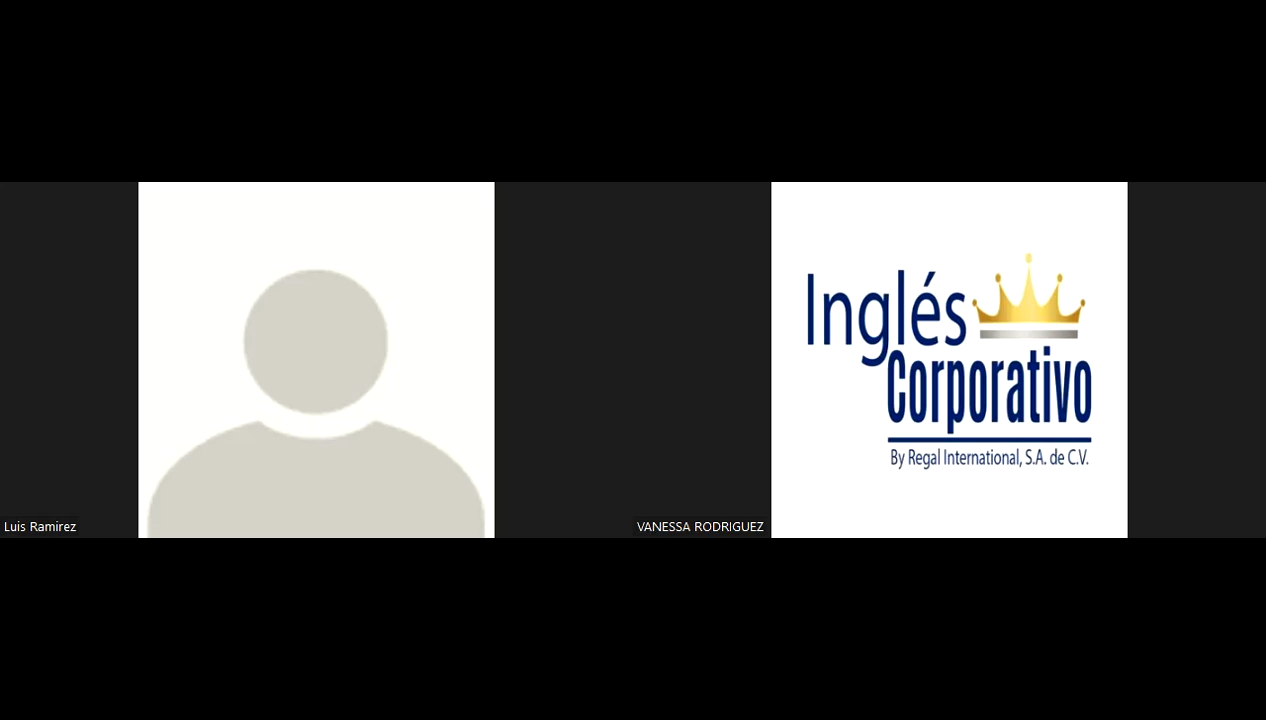 Inglés
Corporativo
By Regal International, S.A. de C.V.
Luis Ramirez
VANESSA RODRIGUEZ